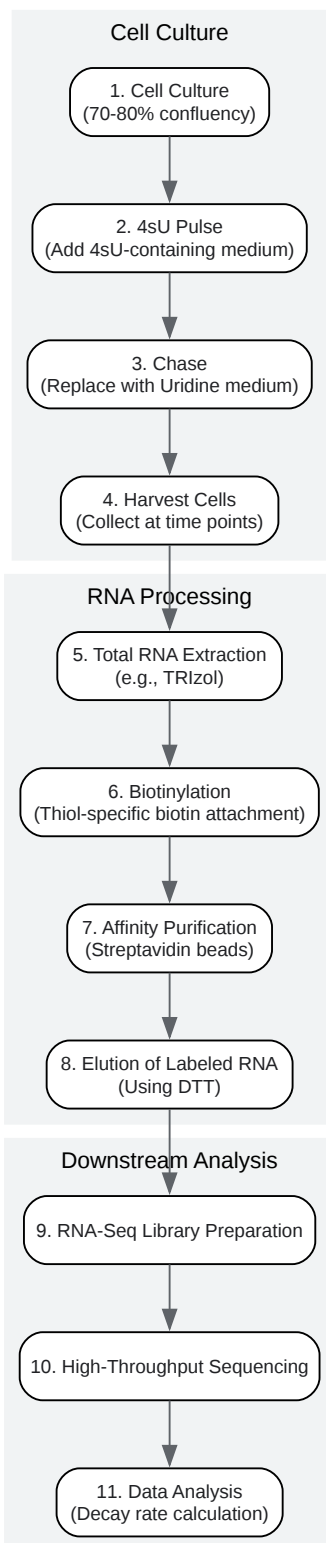 Cell Culture
1. Cell Culture
(70-80% confluency)
2. 4sU Pulse
(Add 4sU-containing medium)
3. Chase
(Replace with Uridine medium)
4. Harvest Cells
(Collect at time points)
RNA Processing
5. Total RNA Extraction
(e.g., TRIzol)
6. Biotinylation
(Thiol-specific biotin attachment)
7. Affinity Purification
(Streptavidin beads)
8. Elution of Labeled RNA
(Using DTT)
Downstream Analysis
9. RNA-Seq Library Preparation
10. High-Throughput Sequencing
11. Data Analysis
(Decay rate calculation)